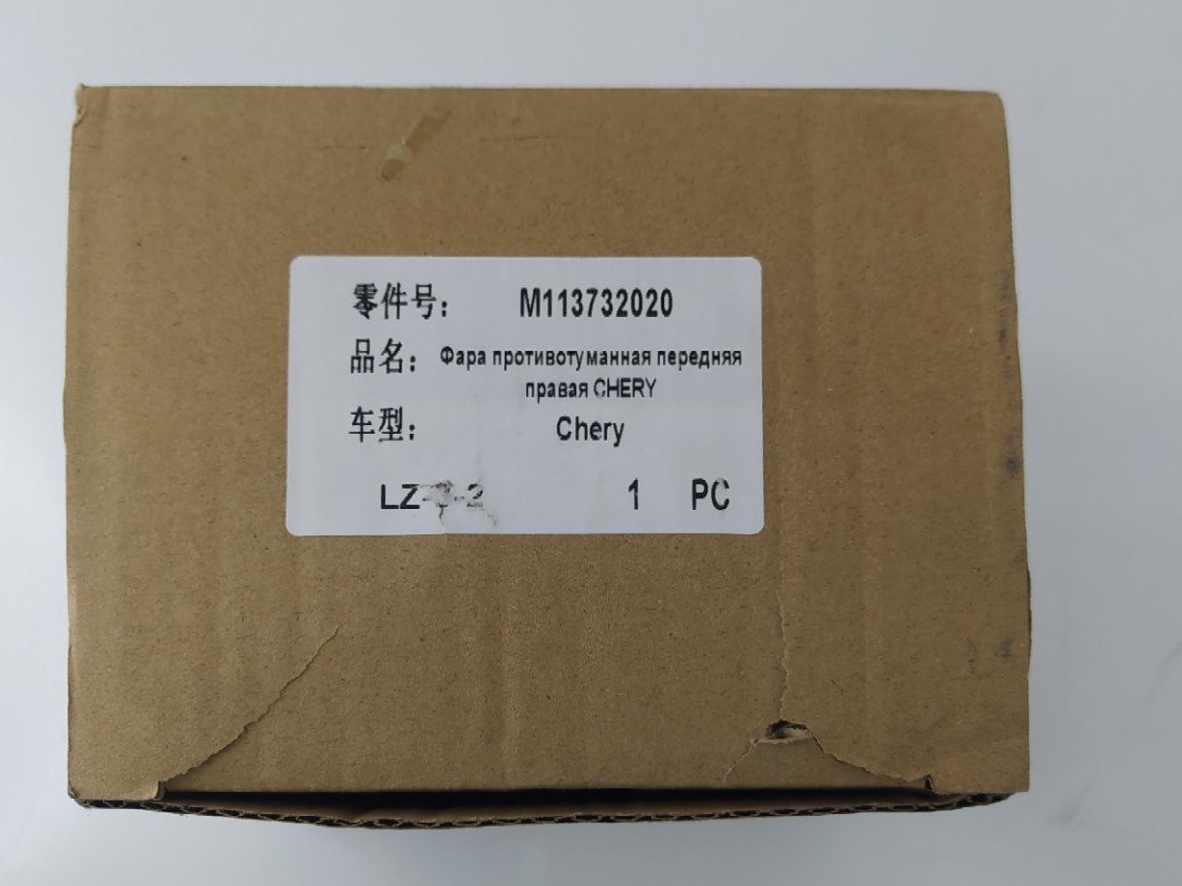 零件号： M113732020
品名： Фара противотуманная передняя
правая CHERY
车型： Chery
1 PC